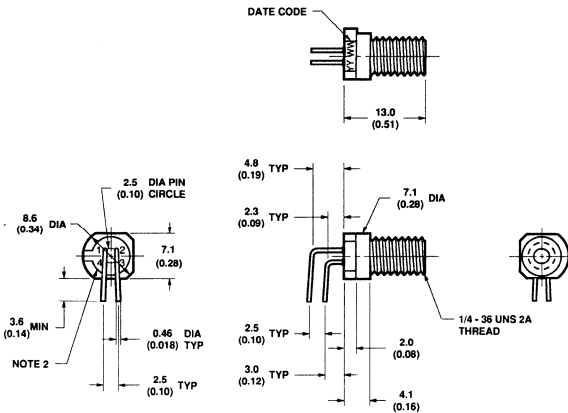 DATE CODE
YY WW
13.0
(0.51)
4.8
(0.19) TYP
2.5 DIA PIN
(0.10) CIRCLE
7.1
(0.28) DIA
8.6
(0.34) DIA
2.3
(0.09) TYP
1 2
4 3
7.1
(0.28)
3.6
(0.14) MIN
0.46 DIA
(0.018) TYP
NOTE 2
2.5
(0.10) TYP
2.5
(0.10) TYP
2.0
(0.08)
1/4 - 36 UNS 2A
THREAD
3.0
(0.12) TYP
4.1
(0.16)